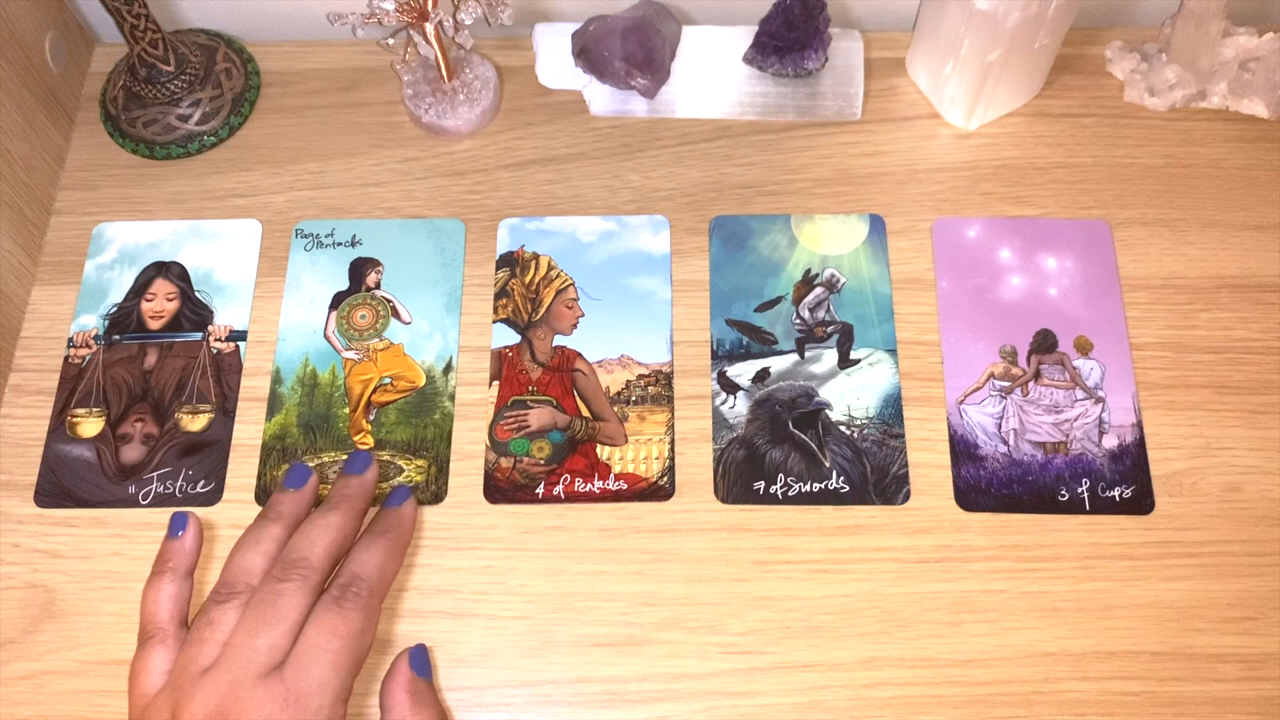 11 Justice
Page of
Pentacles
4 of Pentacles
7 of Swords
3 of Cups